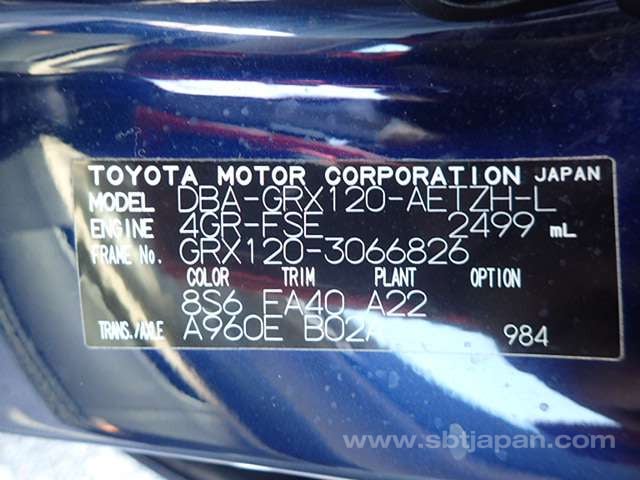 TOYOTA MOTOR CORPORATION JAPAN
MODEL DBA-GRX120-AETZH-L
ENGINE 4GR-FSE 2499 mL
FRAME No. GRX120-3066826
COLOR TRIM PLANT OPTION
8S6 FA40 A22
TRANS./AXLE A960E B02A 984
www.sbtjapan.com